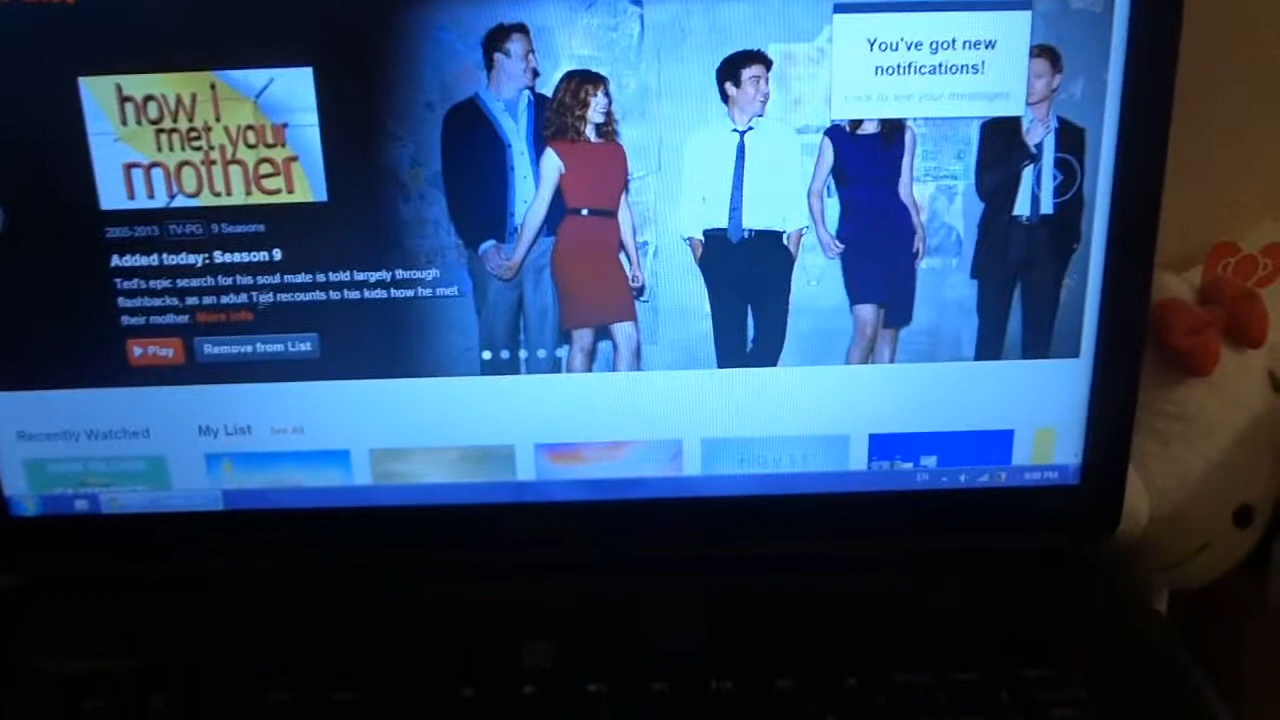 You've got new
notifications!
how i
met your
mother
2005-2013 TV-PG 9 Seasons
Added today: Season 9
Ted's epic search for his soul mate is told largely through
flashbacks, as an adult Ted recounts to his kids how he met
their mother. More info
Play
Remove from List
Recently Watched
My List See All
HOUSE
EN